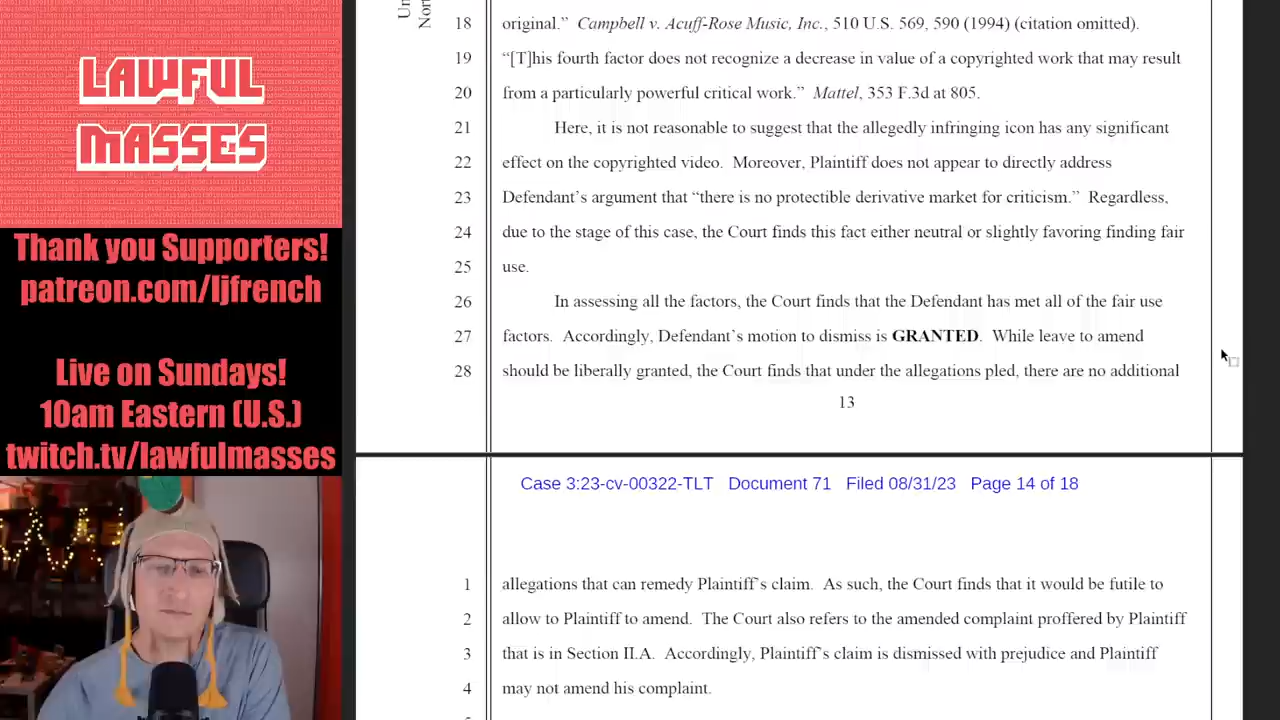 LAWFUL
MASSES
Thank you Supporters!
patreon.com/ljfrench
Live on Sundays!
10am Eastern (U.S.)
twitch.tv/lawfulmasses
Un
Nor
18 original.” Campbell v. Acuff-Rose Music, Inc., 510 U.S. 569, 590 (1994) (citation omitted).
19 “[T]his fourth factor does not recognize a decrease in value of a copyrighted work that may result
20 from a particularly powerful critical work.” Mattel, 353 F.3d at 805.
21 Here, it is not reasonable to suggest that the allegedly infringing icon has any significant
22 effect on the copyrighted video. Moreover, Plaintiff does not appear to directly address
23 Defendant’s argument that “there is no protectible derivative market for criticism.” Regardless,
24 due to the stage of this case, the Court finds this fact either neutral or slightly favoring finding fair
25 use.
26 In assessing all the factors, the Court finds that the Defendant has met all of the fair use
27 factors. Accordingly, Defendant’s motion to dismiss is GRANTED. While leave to amend
28 should be liberally granted, the Court finds that under the allegations pled, there are no additional
13
Case 3:23-cv-00322-TLT Document 71 Filed 08/31/23 Page 14 of 18
1 allegations that can remedy Plaintiff’s claim. As such, the Court finds that it would be futile to
2 allow to Plaintiff to amend. The Court also refers to the amended complaint proffered by Plaintiff
3 that is in Section II.A. Accordingly, Plaintiff’s claim is dismissed with prejudice and Plaintiff
4 may not amend his complaint.